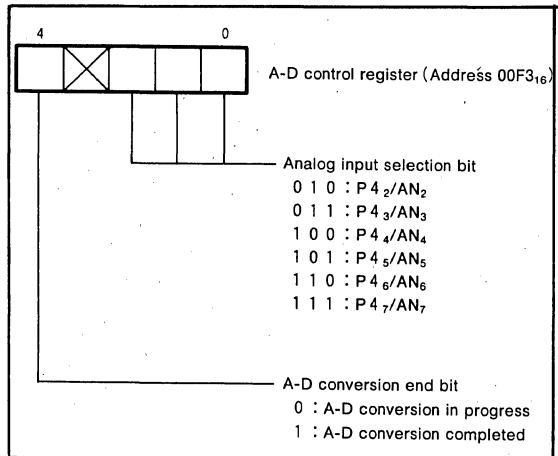 4 0
A-D control register (Address 00F3₁₆)
Analog input selection bit
0 1 0 : P4₂/AN₂
0 1 1 : P4₃/AN₃
1 0 0 : P4₄/AN₄
1 0 1 : P4₅/AN₅
1 1 0 : P4₆/AN₆
1 1 1 : P4₇/AN₇
A-D conversion end bit
0 : A-D conversion in progress
1 : A-D conversion completed